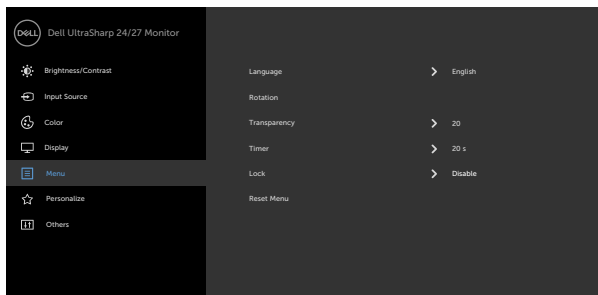 DELL Dell UltraSharp 24/27 Monitor
Brightness/Contrast
Input Source
Color
Display
Menu
Personalize
Others
Language English
Rotation
Transparency 20
Timer 20 s
Lock Disable
Reset Menu